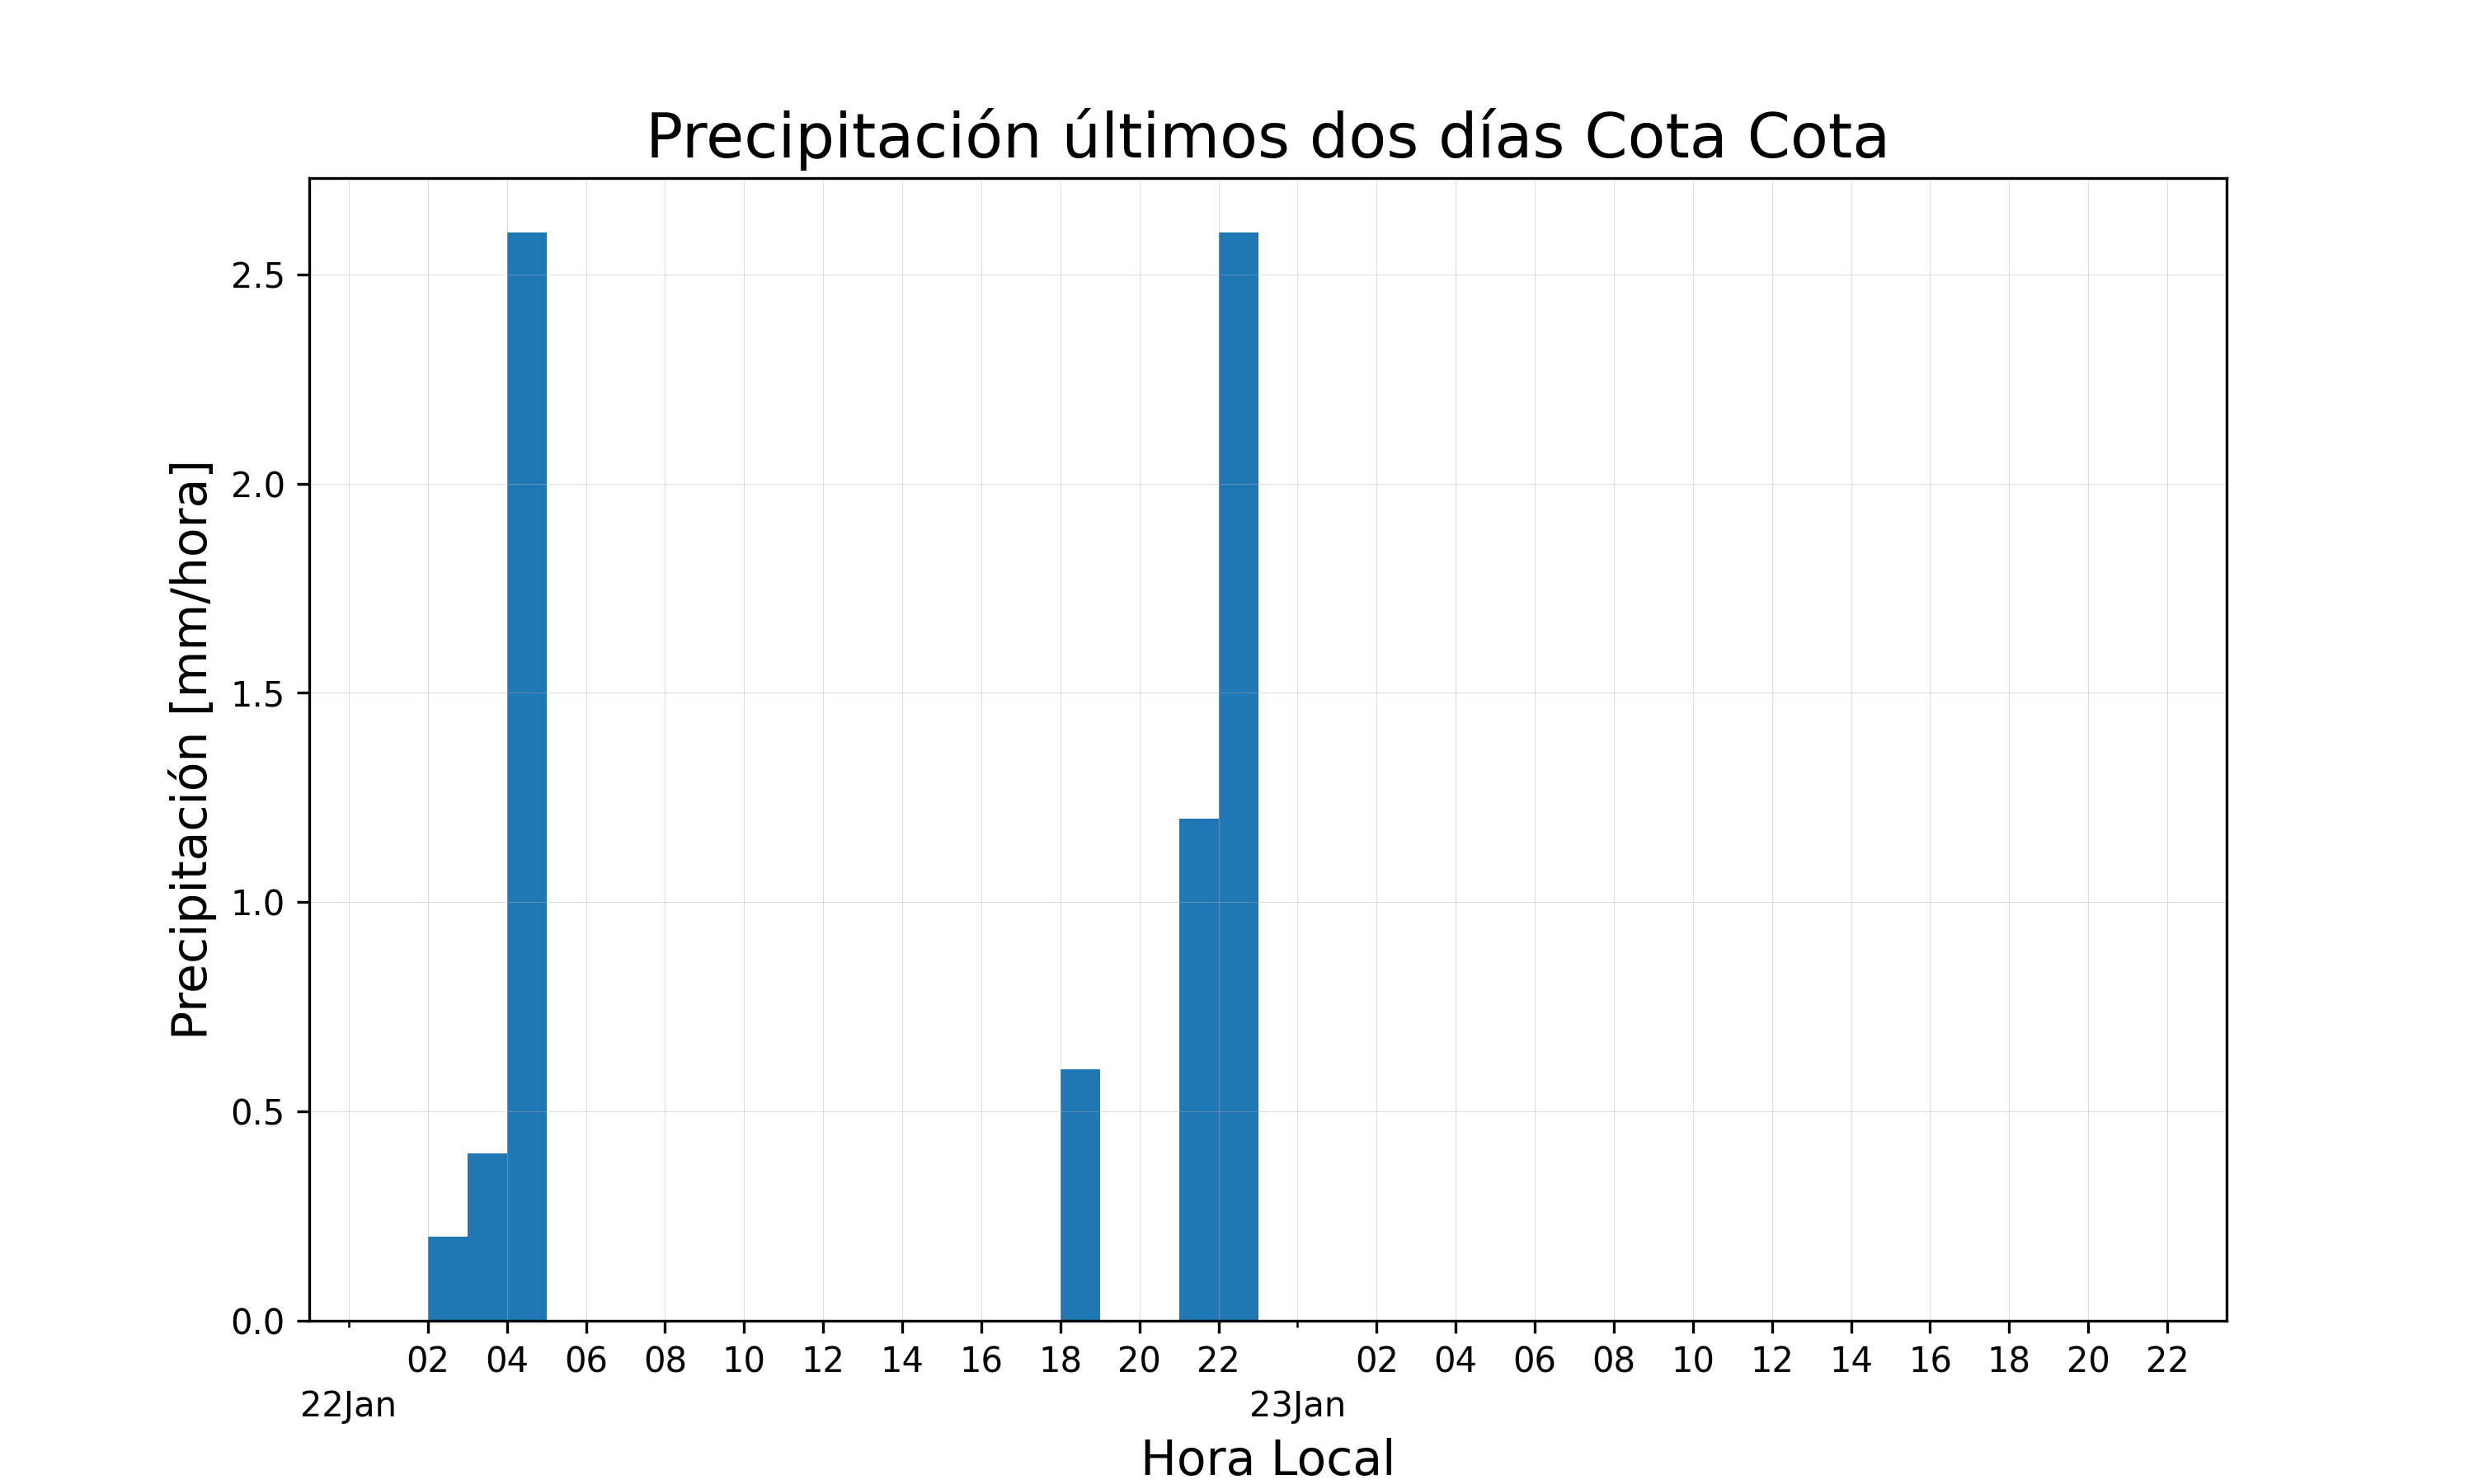 Precipitación últimos dos días Cota Cota
Precipitación [mm/hora]
2.5
2.0
1.5
1.0
0.5
0.0
02 04 06 08 10 12 14 16 18 20 22 02 04 06 08 10 12 14 16 18 20 22
22Jan 23Jan
Hora Local